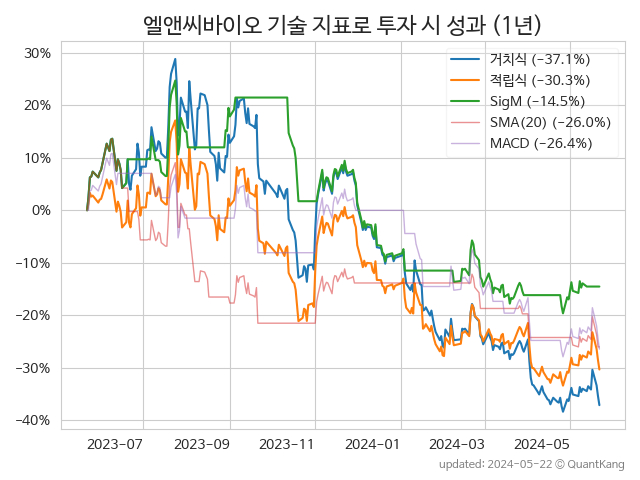 엘앤씨바이오 기술 지표로 투자 시 성과 (1년)
거치식 (−37.1%)
적립식 (−30.3%)
SigM (−14.5%)
SMA(20) (−26.0%)
MACD (−26.4%)
30%
20%
10%
0%
−10%
−20%
−30%
−40%
2023-07 2023-09 2023-11 2024-01 2024-03 2024-05
updated: 2024-05-22 © QuantKang